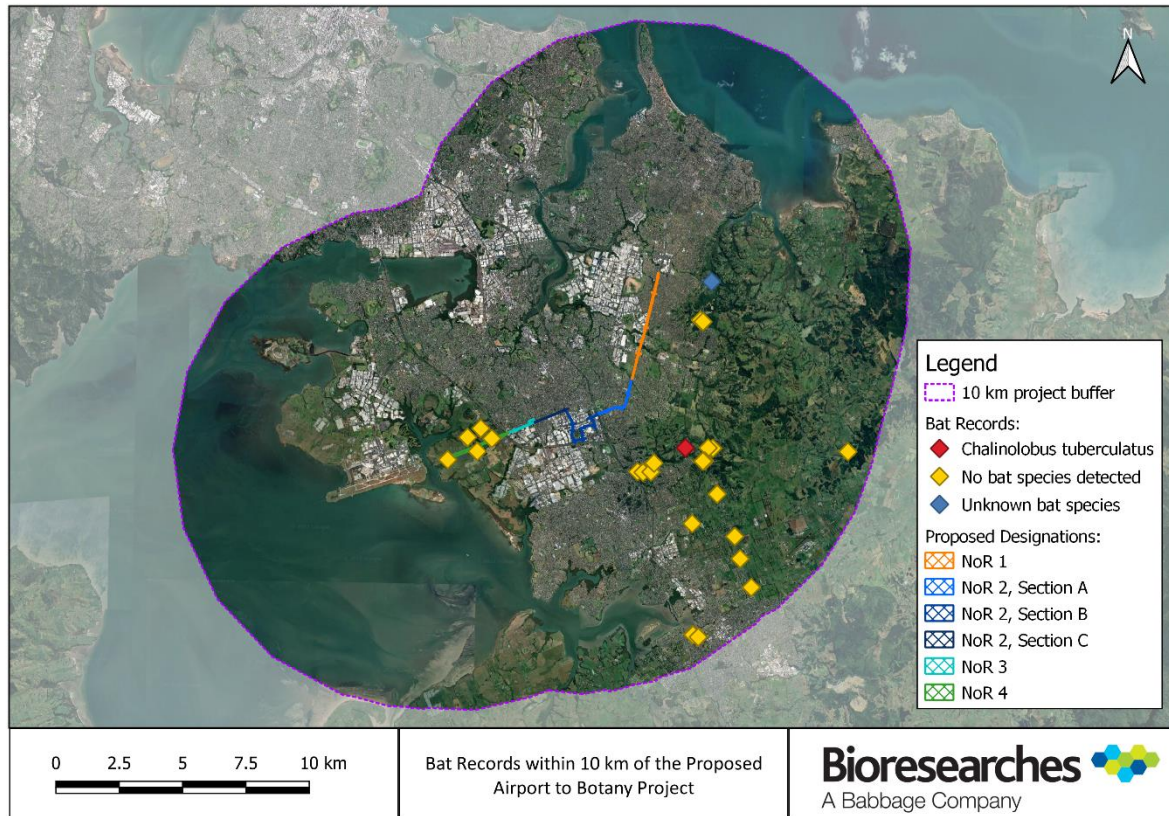 N
Legend
10 km project buffer
Bat Records:
Chalinolobus tuberculatus
No bat species detected
Unknown bat species
Proposed Designations:
NoR 1
NoR 2, Section A
NoR 2, Section B
NoR 2, Section C
NoR 3
NoR 4
0 2.5 5 7.5 10 km
Bat Records within 10 km of the Proposed
Airport to Botany Project
Bioresearches
A Babbage Company